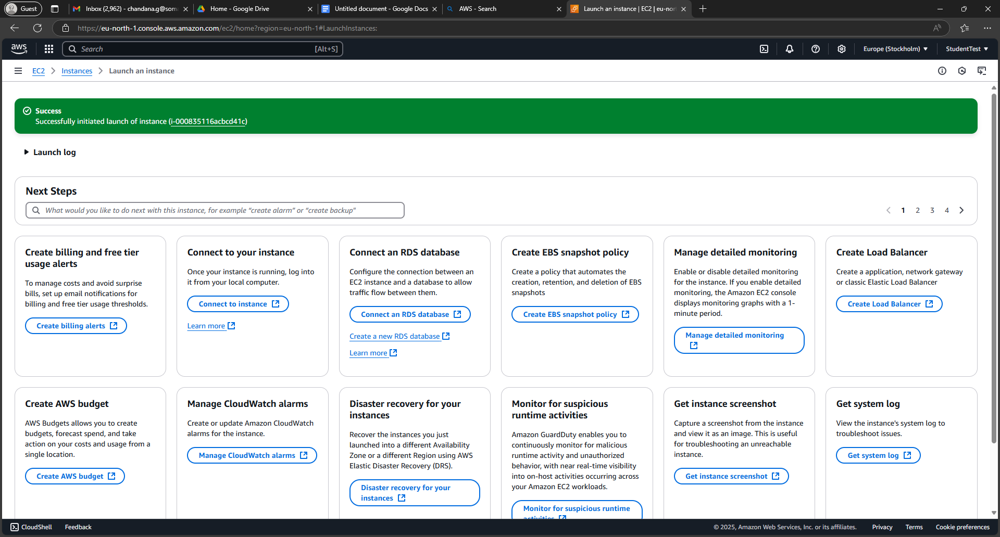 Guest
Inbox (2,962) - chandana.g@soma
Home - Google Drive
Untitled document - Google Docs
AWS - Search
Launch an instance | EC2 | eu-nor
https://eu-north-1.console.aws.amazon.com/ec2/home?region=eu-north-1#LaunchInstances:
aws
Search
[Alt+S]
Europe (Stockholm)
StudentTest
EC2
Instances
Launch an instance
Success
Successfully initiated launch of instance (i-000835116acbcd41c)
Launch log
Next Steps
What would you like to do next with this instance, for example “create alarm” or “create backup"
1 2 3 4
Create billing and free tier
usage alerts
To manage costs and avoid surprise
bills, set up email notifications for
billing and free tier usage thresholds.
Create billing alerts
Connect to your instance
Once your instance is running, log into
it from your local computer.
Connect to instance
Learn more
Connect an RDS database
Configure the connection between an
EC2 instance and a database to allow
traffic flow between them.
Connect an RDS database
Create a new RDS database
Learn more
Create EBS snapshot policy
Create a policy that automates the
creation, retention, and deletion of EBS
snapshots
Create EBS snapshot policy
Manage detailed monitoring
Enable or disable detailed monitoring
for the instance. If you enable detailed
monitoring, the Amazon EC2 console
displays monitoring graphs with a 1-
minute period.
Manage detailed monitoring
Create Load Balancer
Create a application, network gateway
or classic Elastic Load Balancer
Create Load Balancer
Create AWS budget
AWS Budgets allows you to create
budgets, forecast spend, and take
action on your costs and usage from a
single location.
Create AWS budget
Manage CloudWatch alarms
Create or update Amazon CloudWatch
alarms for the instance.
Manage CloudWatch alarms
Disaster recovery for your
instances
Recover the instances you just
launched into a different Availability
Zone or a different Region using AWS
Elastic Disaster Recovery (DRS).
Disaster recovery for your
instances
Monitor for suspicious
runtime activities
Amazon GuardDuty enables you to
continuously monitor for malicious
runtime activity and unauthorized
behavior, with near real-time visibility
into on-host activities occurring across
your Amazon EC2 workloads.
Monitor for suspicious runtime
activities
Get instance screenshot
Capture a screenshot from the instance
and view it as an image. This is useful
for troubleshooting an unreachable
instance.
Get instance screenshot
Get system log
View the instance's system log to
troubleshoot issues.
Get system log
CloudShell
Feedback
© 2025, Amazon Web Services, Inc. or its affiliates.
Privacy
Terms
Cookie preferences